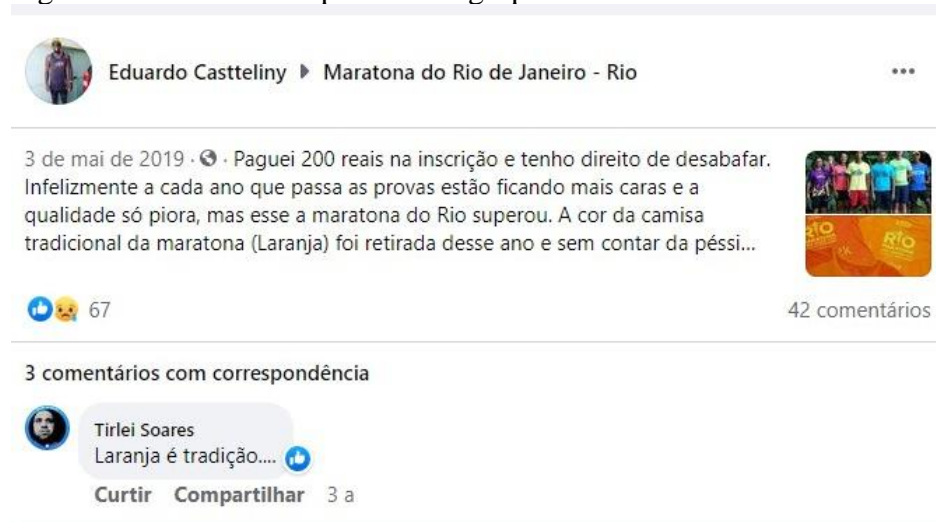 Eduardo Castteliny ▸ Maratona do Rio de Janeiro - Rio
3 de mai de 2019 · Paguei 200 reais na inscrição e tenho direito de desabafar.
Infelizmente a cada ano que passa as provas estão ficando mais caras e a
qualidade só piora, mas esse a maratona do Rio superou. A cor da camisa
tradicional da maratona (Laranja) foi retirada desse ano e sem contar da péssi...
RIO
RIO
67
42 comentários
3 comentários com correspondência
Tirlei Soares
Laranja é tradição....
Curtir Compartilhar 3 a